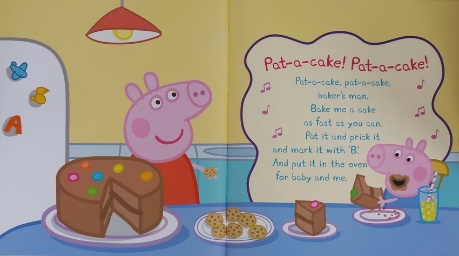 Pat-a-cake! Pat-a-cake!
Pat-a-cake, pat-a-cake,
baker's man.
Bake me a cake
as fast as you can.
Pat it and prick it
and mark it with 'B'.
And put it in the oven
for baby and me.